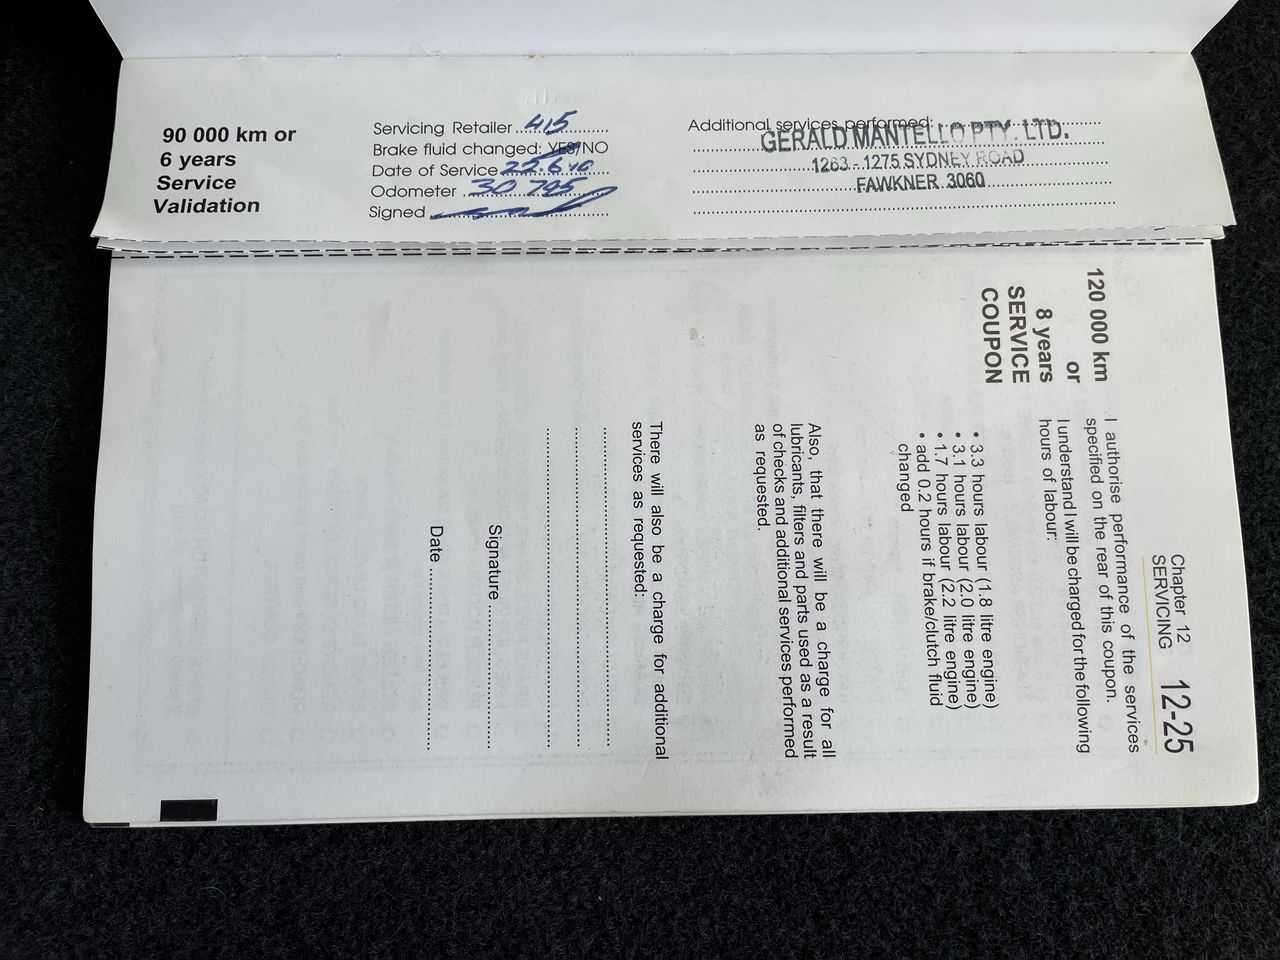 90 000 km or
6 years
Service
Validation
Servicing Retailer 415
Brake fluid changed: YES/NO
Date of Service 22.6.10
Odometer 30 795
Signed
Additional services performed:
GERALD MANTELLO PTY. LTD.
1263 - 1275 SYDNEY ROAD
FAWKNER 3060
Chapter 12
SERVICING
12-25
120 000 km
or
8 years
SERVICE
COUPON
I authorise performance of the services
specified on the rear of this coupon.
I understand I will be charged for the following
hours of labour:
• 3.3 hours labour (1.8 litre engine)
• 3.1 hours labour (2.0 litre engine)
• 1.7 hours labour (2.2 litre engine)
• add 0.2 hours if brake/clutch fluid
changed
Also, that there will be a charge for all
lubricants, filters and parts used as a result
of checks and additional services performed
as requested.
There will also be a charge for additional
services as requested:
Signature
Date